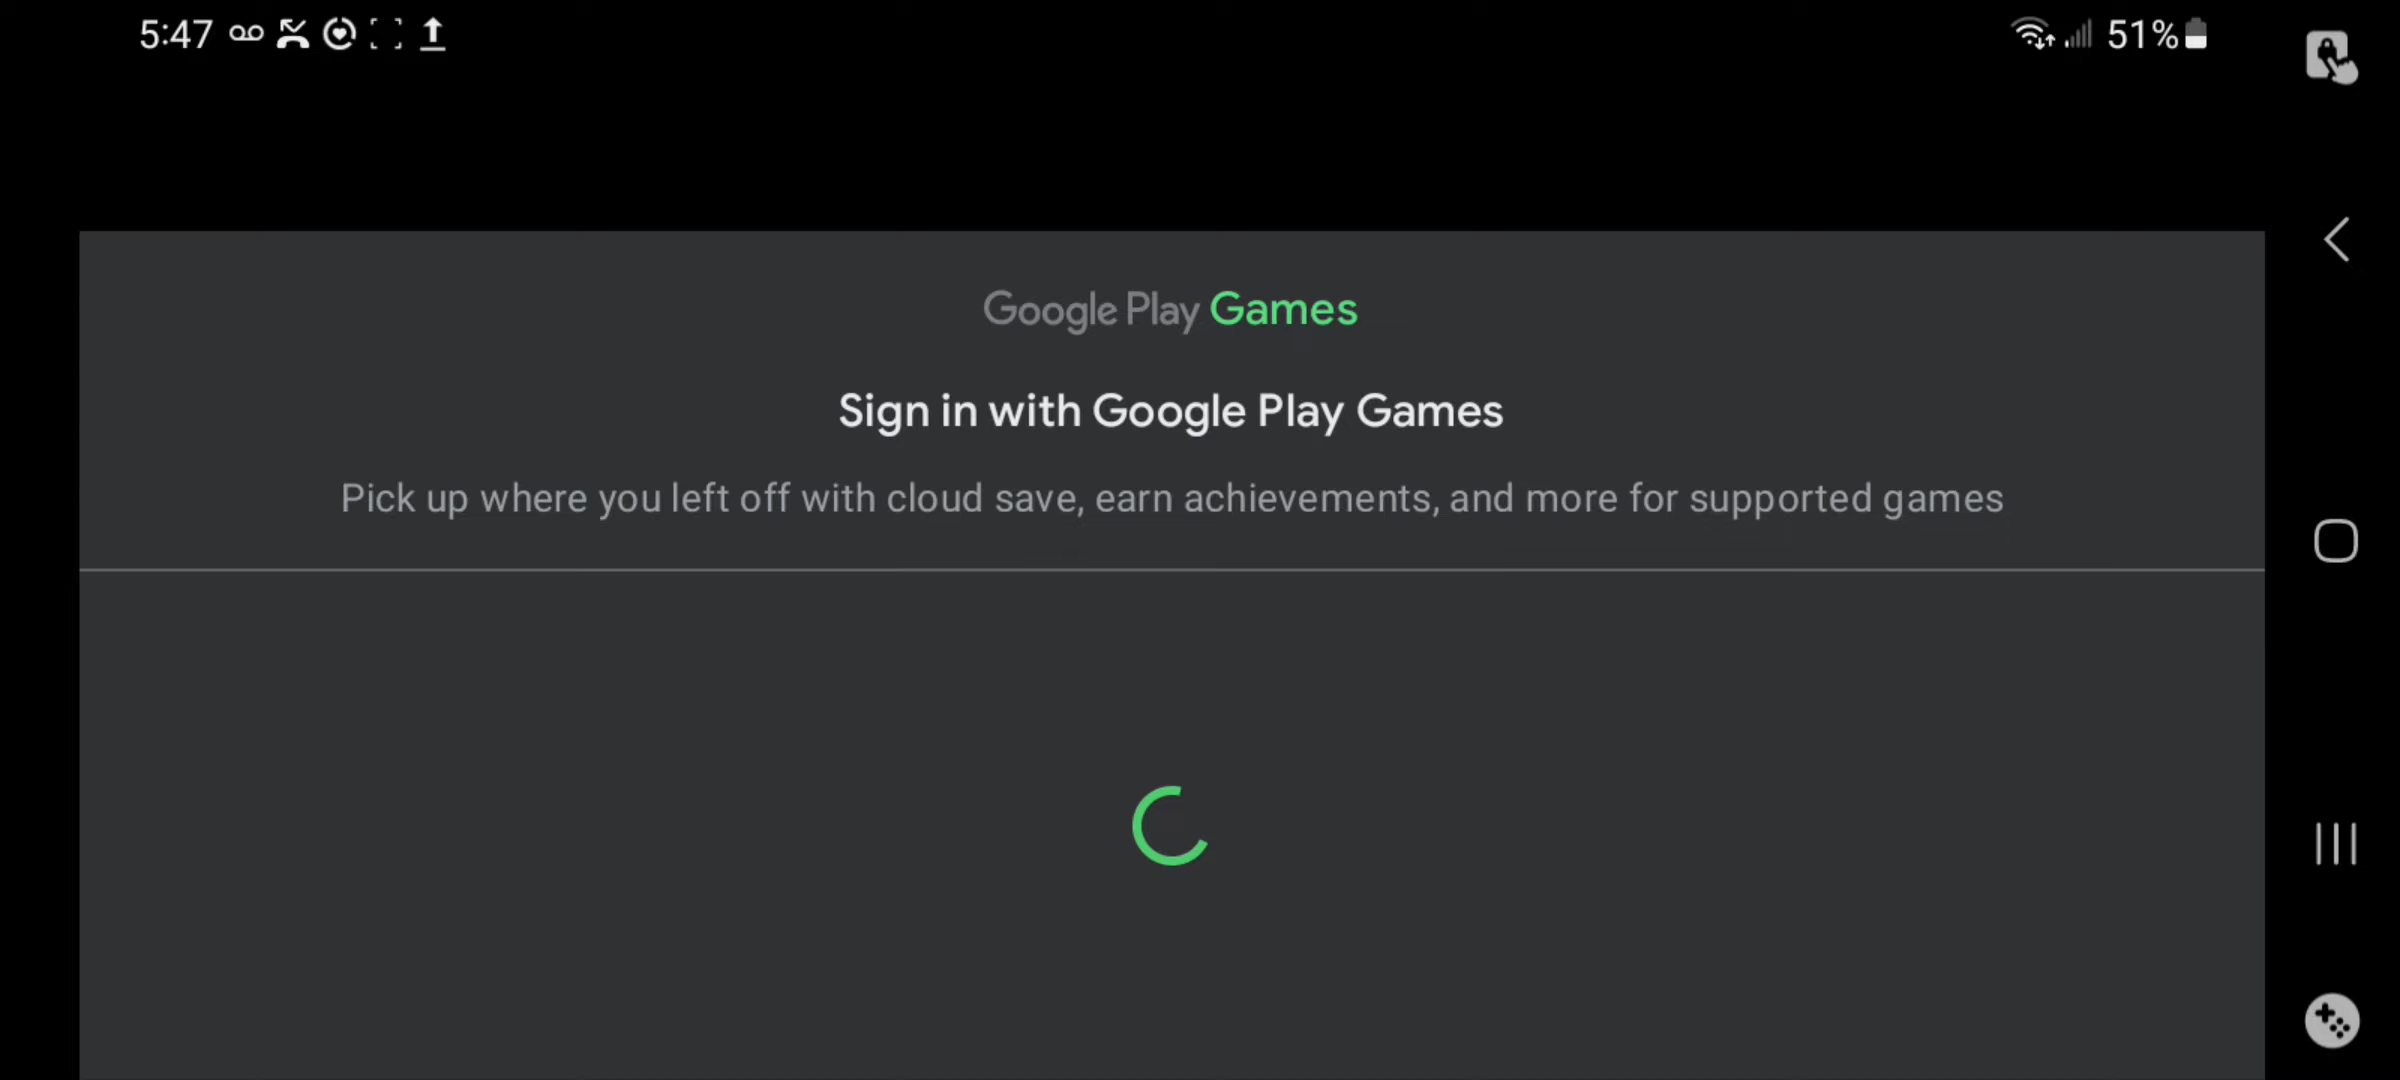 5:47
51%
Google Play Games
Sign in with Google Play Games
Pick up where you left off with cloud save, earn achievements, and more for supported games